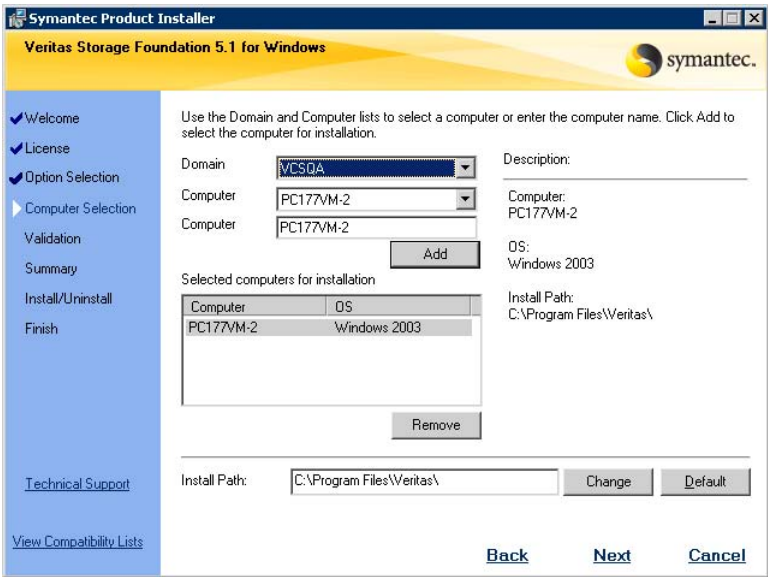 Symantec Product Installer
Veritas Storage Foundation 5.1 for Windows
symantec.
Welcome
License
Option Selection
Computer Selection
Validation
Summary
Install/Uninstall
Finish
Technical Support
View Compatibility Lists
Use the Domain and Computer lists to select a computer or enter the computer name. Click Add to
select the computer for installation.
Domain
VCSQA
Computer
PC177VM-2
Computer
PC177VM-2
Add
Selected computers for installation
Computer OS
PC177VM-2 Windows 2003
Remove
Description:
Computer:
PC177VM-2
OS:
Windows 2003
Install Path:
C:\Program Files\Veritas\
Install Path:
C:\Program Files\Veritas\
Change
Default
Back
Next
Cancel